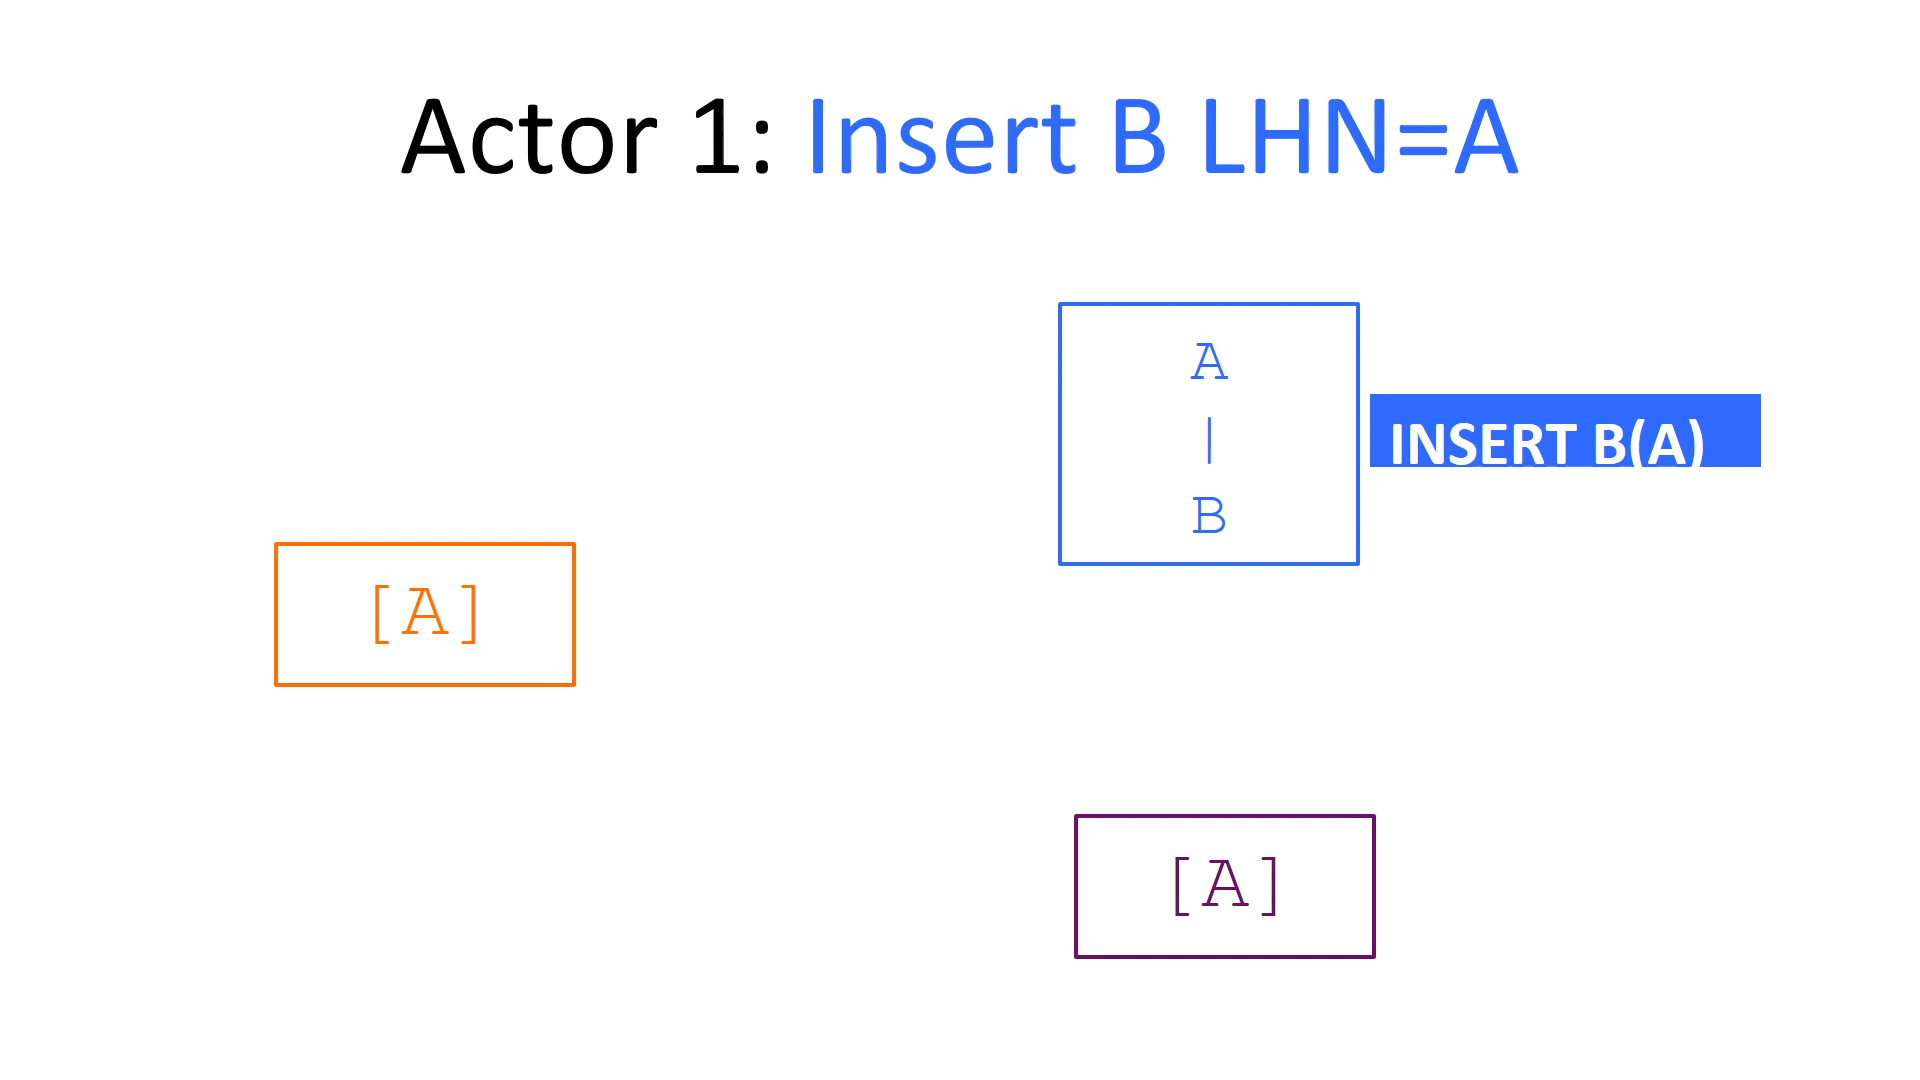 Actor 1: Insert B LHN=A
A
|
B
INSERT B(A)
[A]
[A]